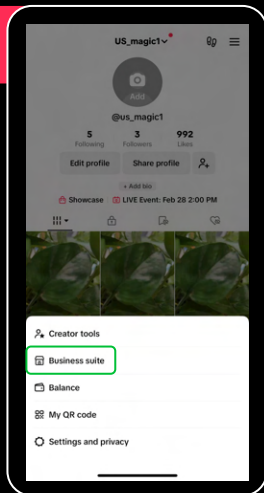 US_magic1
Add
@us_magic1
5 3 992
Following Followers Likes
Edit profile Share profile
+ Add bio
Showcase LIVE Event: Feb 28 2:00 PM
Creator tools
Business suite
Balance
My QR code
Settings and privacy